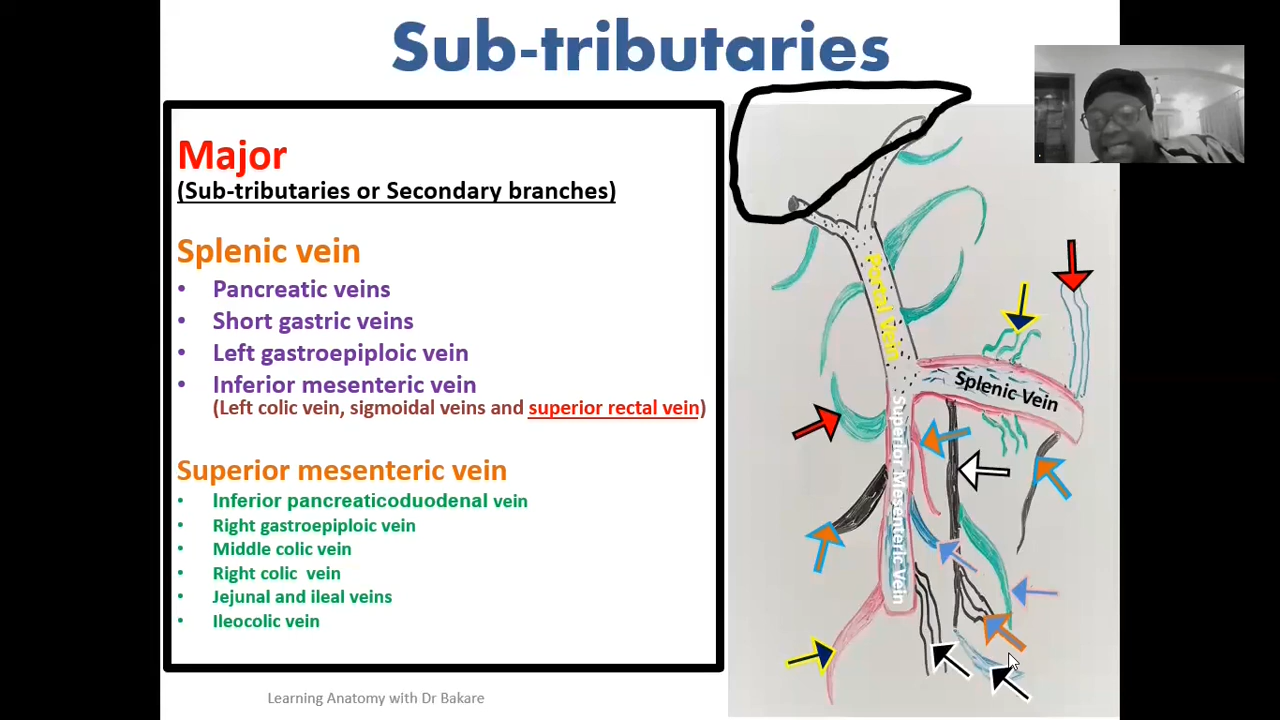 Sub-tributaries
Major
(Sub-tributaries or Secondary branches)
Splenic vein
• Pancreatic veins
• Short gastric veins
• Left gastroepiploic vein
• Inferior mesenteric vein
(Left colic vein, sigmoidal veins and superior rectal vein)
Superior mesenteric vein
• Inferior pancreaticoduodenal vein
• Right gastroepiploic vein
• Middle colic vein
• Right colic vein
• Jejunal and ileal veins
• Ileocolic vein
Portal Vein
Splenic Vein
Superior Mesenteric Vein
Learning Anatomy with Dr Bakare